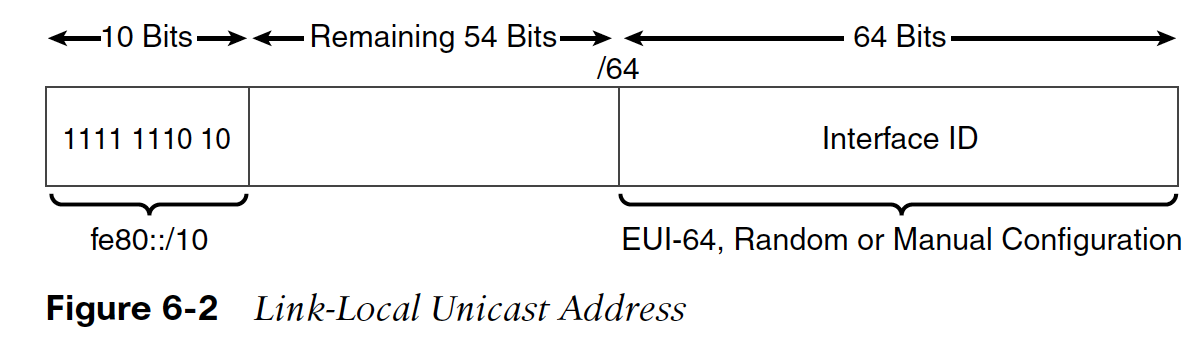 10 Bits Remaining 54 Bits 64 Bits
/64
1111 1110 10 Interface ID
fe80::/10 EUI-64, Random or Manual Configuration
Figure 6-2 Link-Local Unicast Address